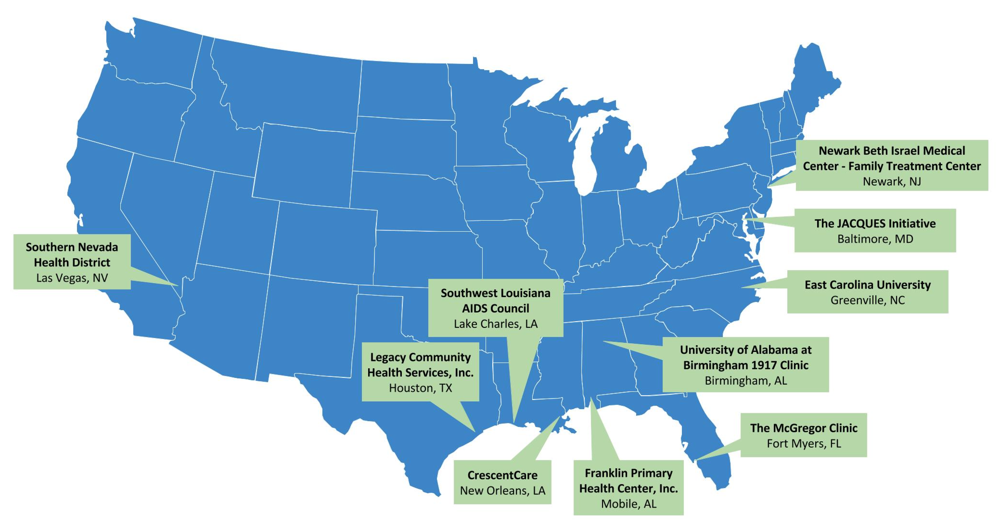 Newark Beth Israel Medical
Center - Family Treatment Center
Newark, NJ
The JACQUES Initiative
Baltimore, MD
Southern Nevada
Health District
Las Vegas, NV
East Carolina University
Greenville, NC
Southwest Louisiana
AIDS Council
Lake Charles, LA
Legacy Community
Health Services, Inc.
Houston, TX
University of Alabama at
Birmingham 1917 Clinic
Birmingham, AL
The McGregor Clinic
Fort Myers, FL
CrescentCare
New Orleans, LA
Franklin Primary
Health Center, Inc.
Mobile, AL